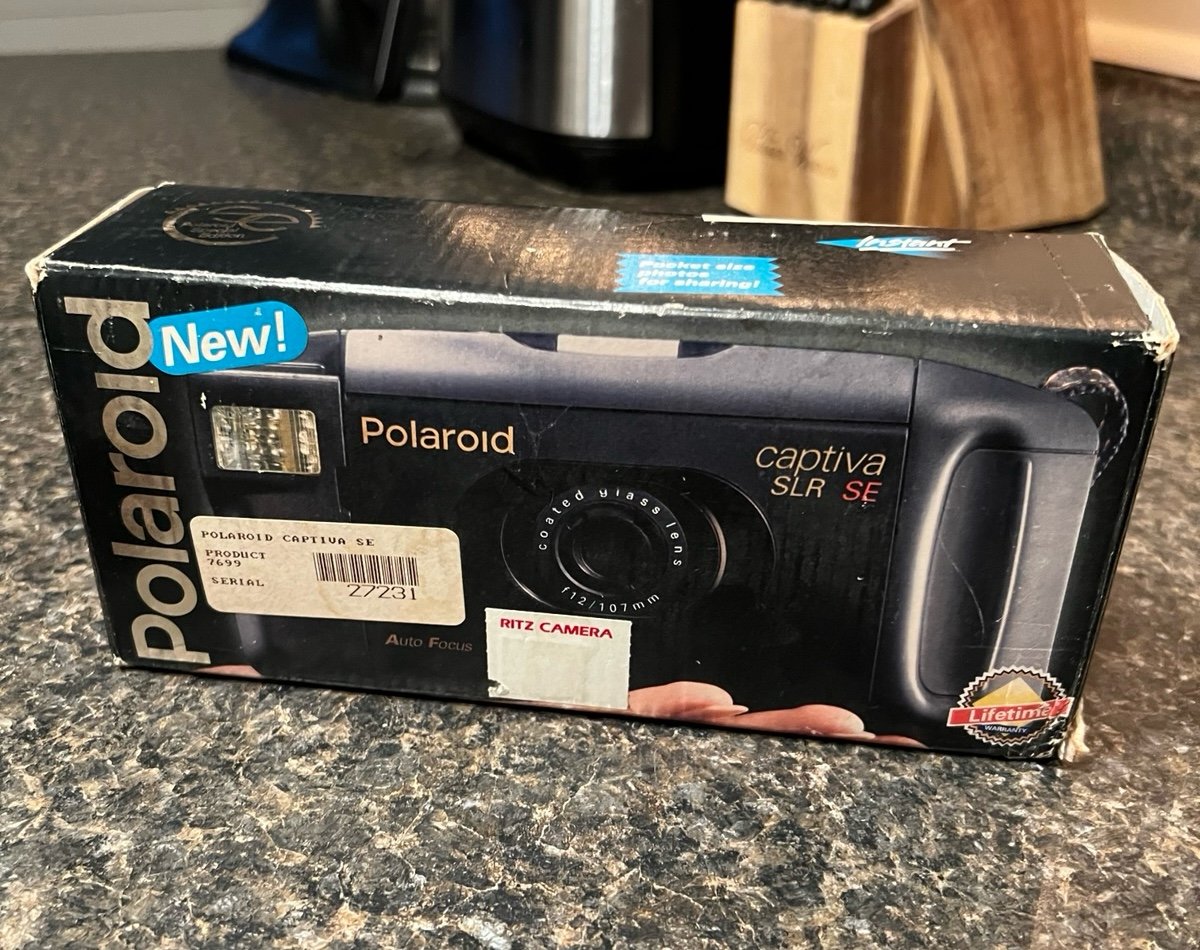 Instant
Pocket size
photos
for sharing!
Polaroid
New!
Polaroid
captiva
SLR SE
coated glass lens
f12/107mm
POLAROID CAPTIVA SE
PRODUCT
7699
SERIAL
27231
Auto Focus
RITZ CAMERA
Lifetime
WARRANTY